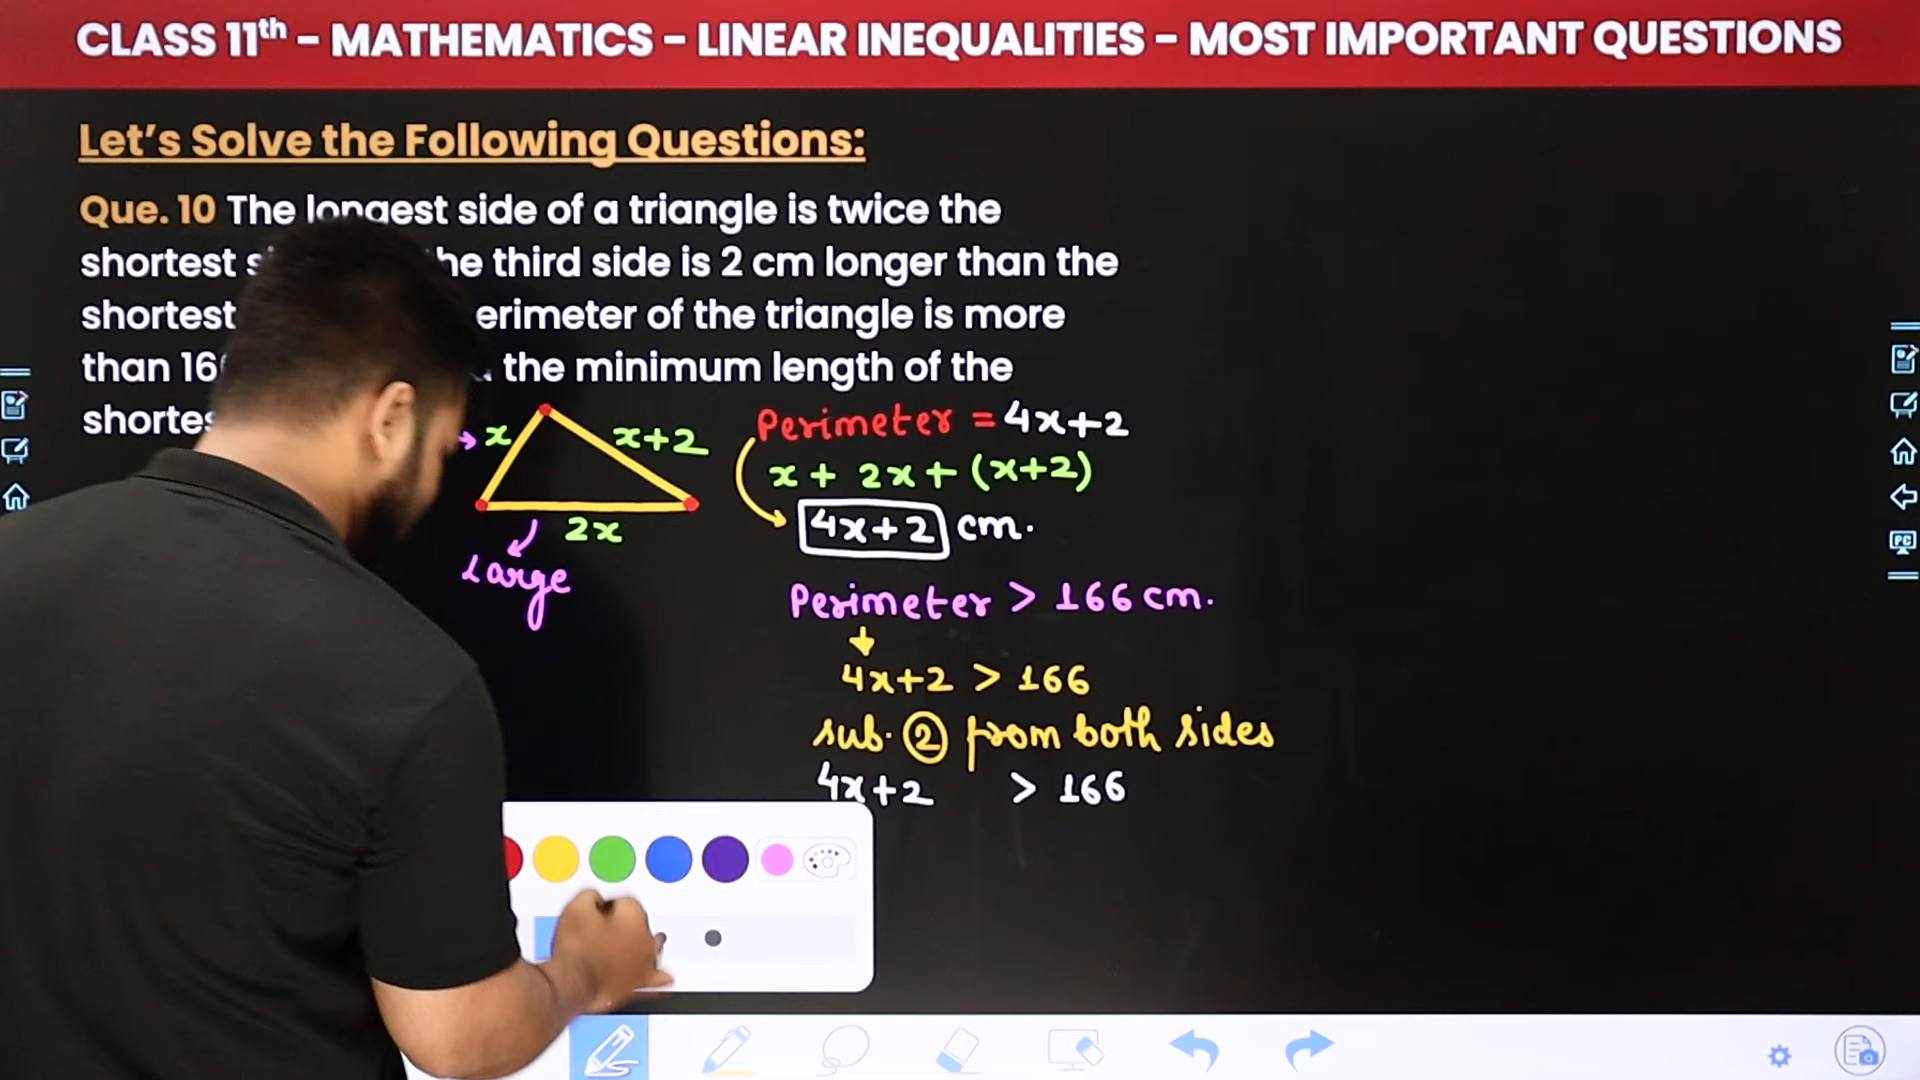 CLASS 11th - MATHEMATICS - LINEAR INEQUALITIES - MOST IMPORTANT QUESTIONS
Let's Solve the Following Questions:
Que. 10 The longest side of a triangle is twice the
shortest he third side is 2 cm longer than the
shortest erimeter of the triangle is more
than 16 the minimum length of the
shortes
x
x+2
2x
Large
Perimeter = 4x+2
x + 2x + (x+2)
4x+2 cm.
Perimeter > 166 cm.
4x+2 > 166
sub. 2 from both sides
4x+2 > 166
PC